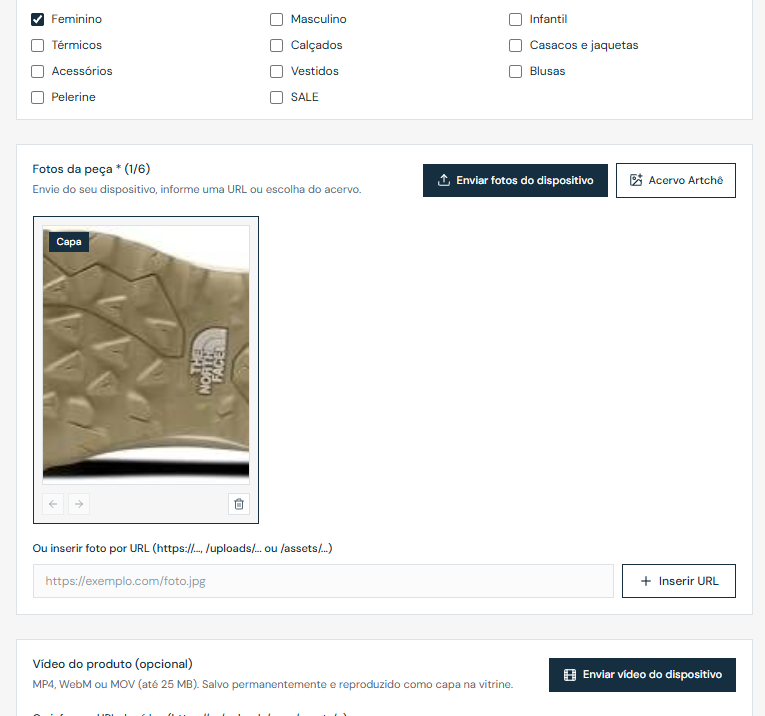 Feminino
Masculino
Infantil
Térmicos
Calçados
Casacos e jaquetas
Acessórios
Vestidos
Blusas
Pelerine
SALE
Fotos da peça * (1/6)
Envie do seu dispositivo, informe uma URL ou escolha do acervo.
Enviar fotos do dispositivo
Acervo Artchê
Capa
THE
NORTH
FACE
Ou inserir foto por URL (https://..., /uploads/... ou /assets/...)
https://exemplo.com/foto.jpg
Inserir URL
Vídeo do produto (opcional)
MP4, WebM ou MOV (até 25 MB). Salvo permanentemente e reproduzido como capa na vitrine.
Enviar vídeo do dispositivo